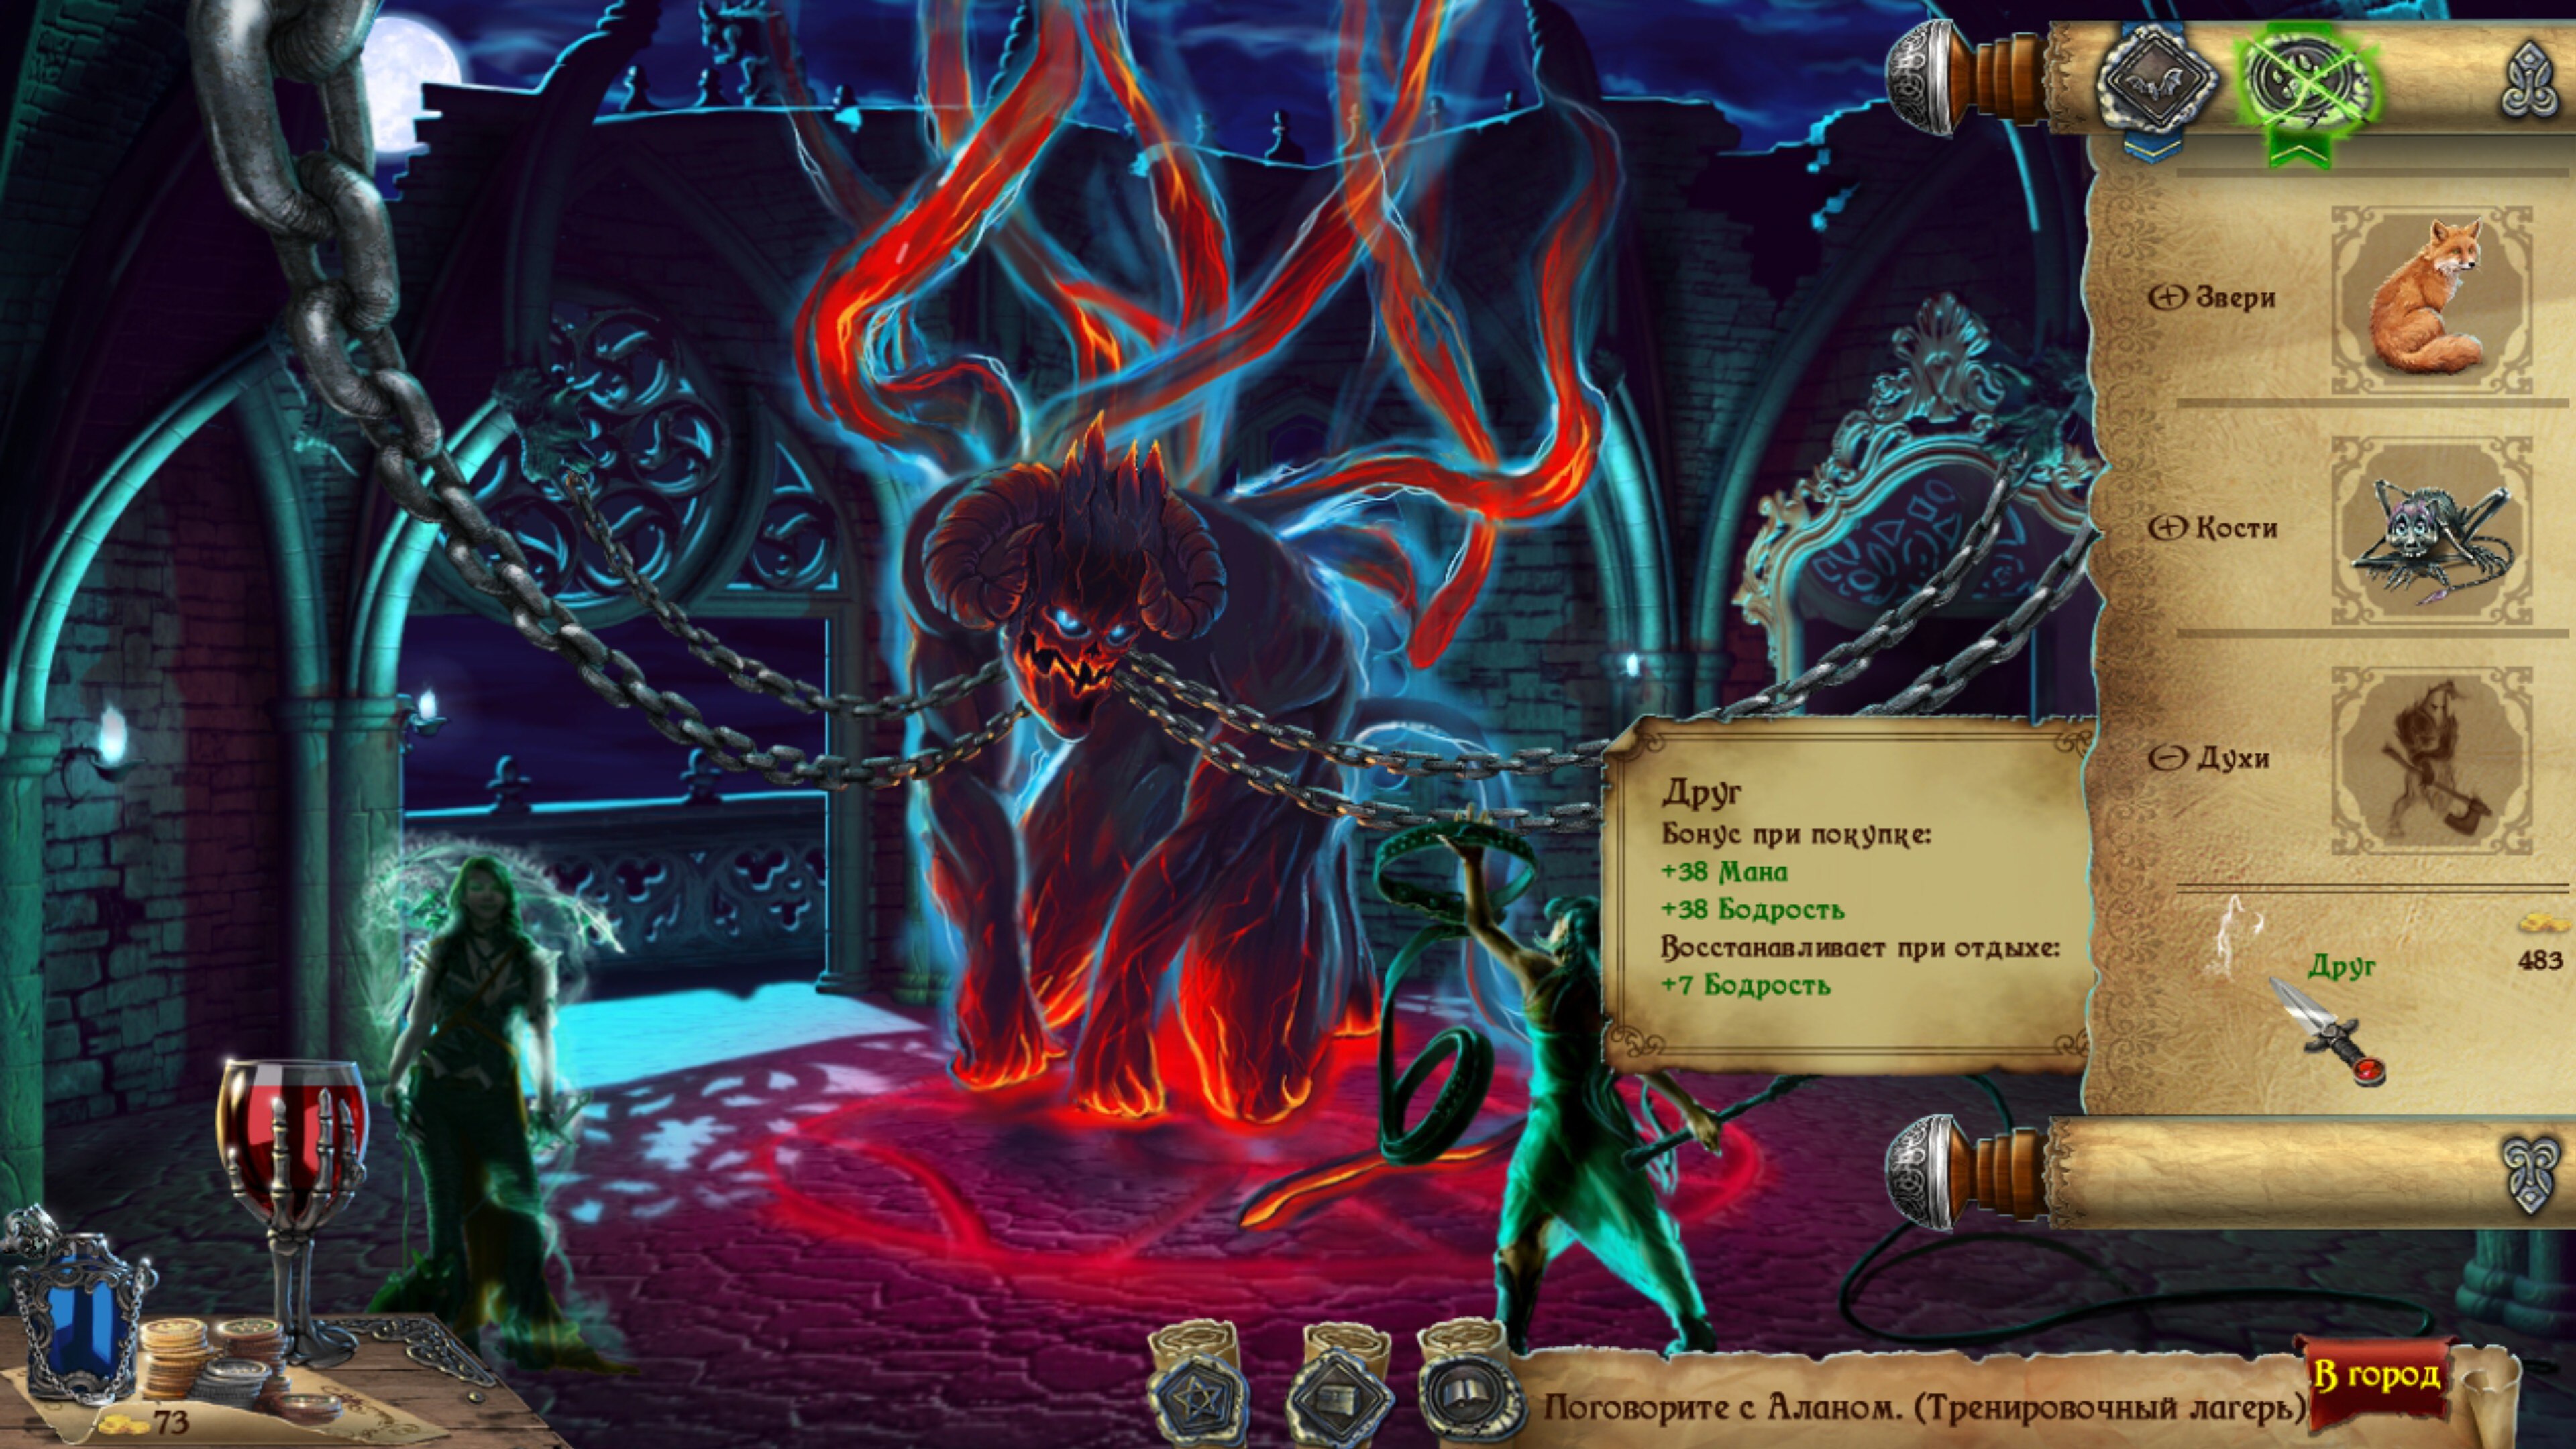 Звери
Кости
Духи
Друг
Бонус при покупке:
+38 Мана
+38 Бодрость
Восстанавливает при отдыхе:
+7 Бодрость
Друг
483
73
Поговорите с Аланом. (Тренировочный лагерь)
В город